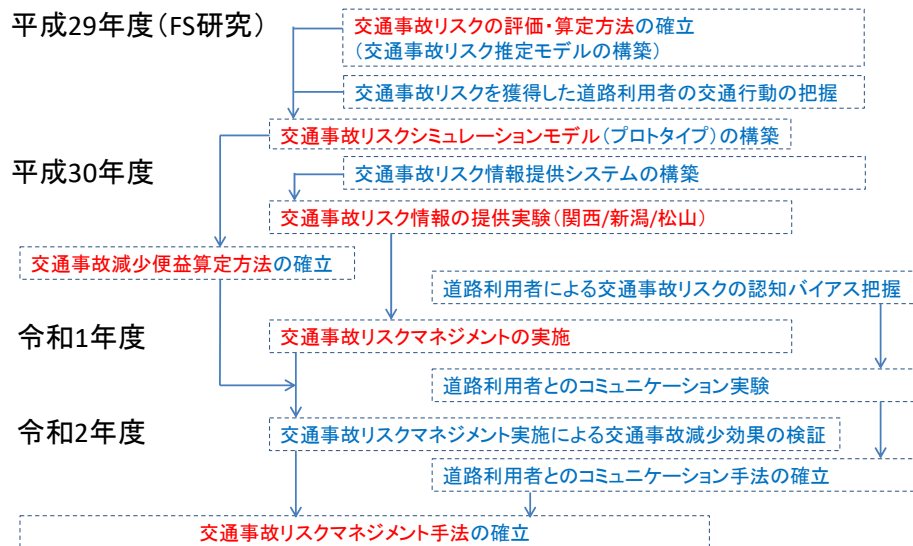 平成29年度(FS研究)
交通事故リスクの評価・算定方法の確立
(交通事故リスク推定モデルの構築)
交通事故リスクを獲得した道路利用者の交通行動の把握
交通事故リスクシミュレーションモデル(プロトタイプ)の構築
平成30年度
交通事故リスク情報提供システムの構築
交通事故リスク情報の提供実験(関西/新潟/松山)
交通事故減少便益算定方法の確立
道路利用者による交通事故リスクの認知バイアス把握
令和1年度
交通事故リスクマネジメントの実施
道路利用者とのコミュニケーション実験
令和2年度
交通事故リスクマネジメント実施による交通事故減少効果の検証
道路利用者とのコミュニケーション手法の確立
交通事故リスクマネジメント手法の確立